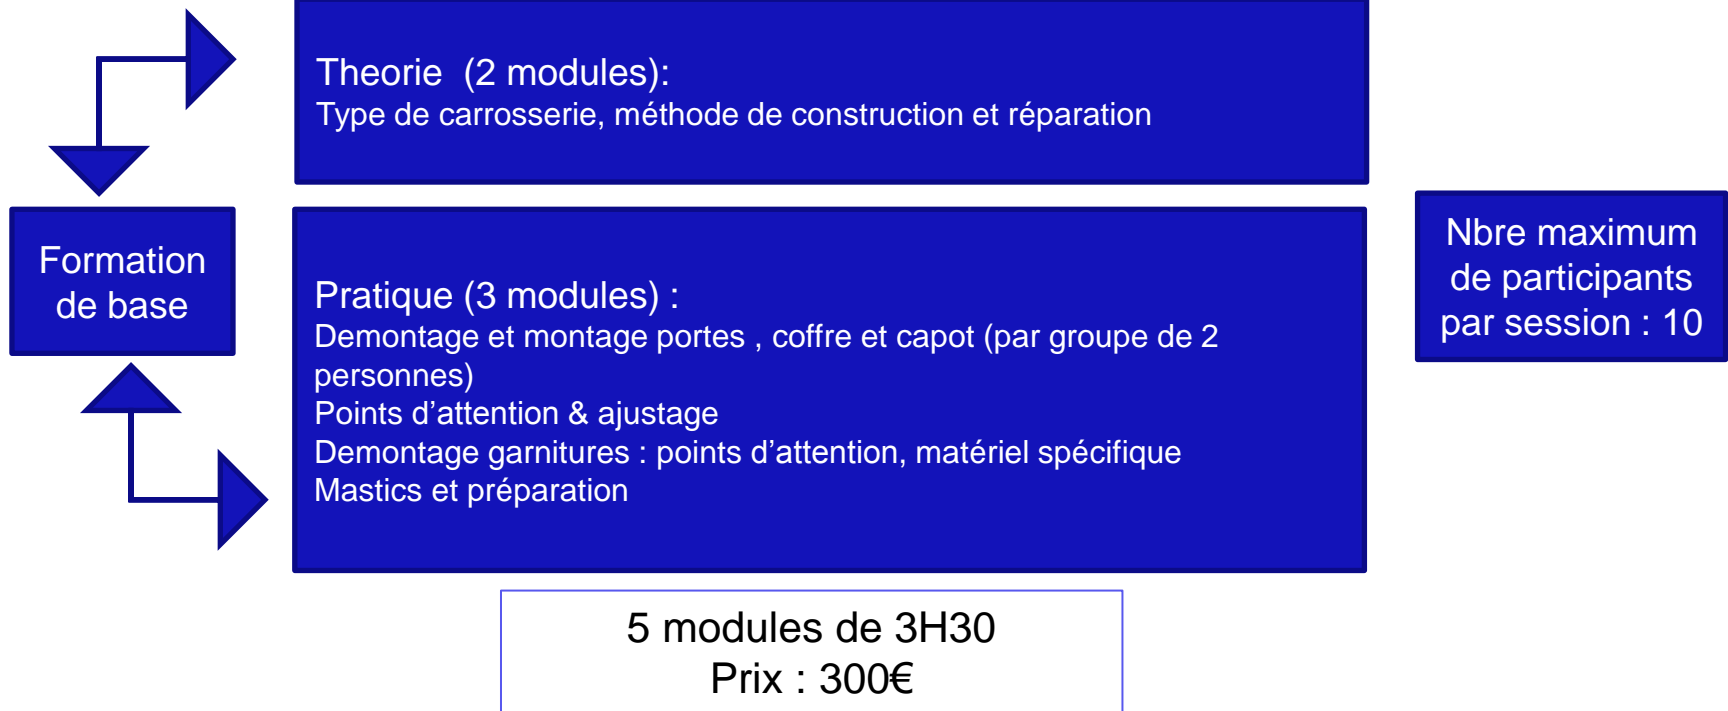 Theorie  (2 modules):
Type de carrosserie, méthode de construction et réparation
Formation
de base
Pratique (3 modules) :
Demontage et montage portes , coffre et capot (par groupe de 2
personnes)
Points d’attention & ajustage
Demontage garnitures : points d’attention, matériel spécifique
Mastics et préparation
Nbre maximum
de participants
par session : 10
5 modules de 3H30
Prix : 300€